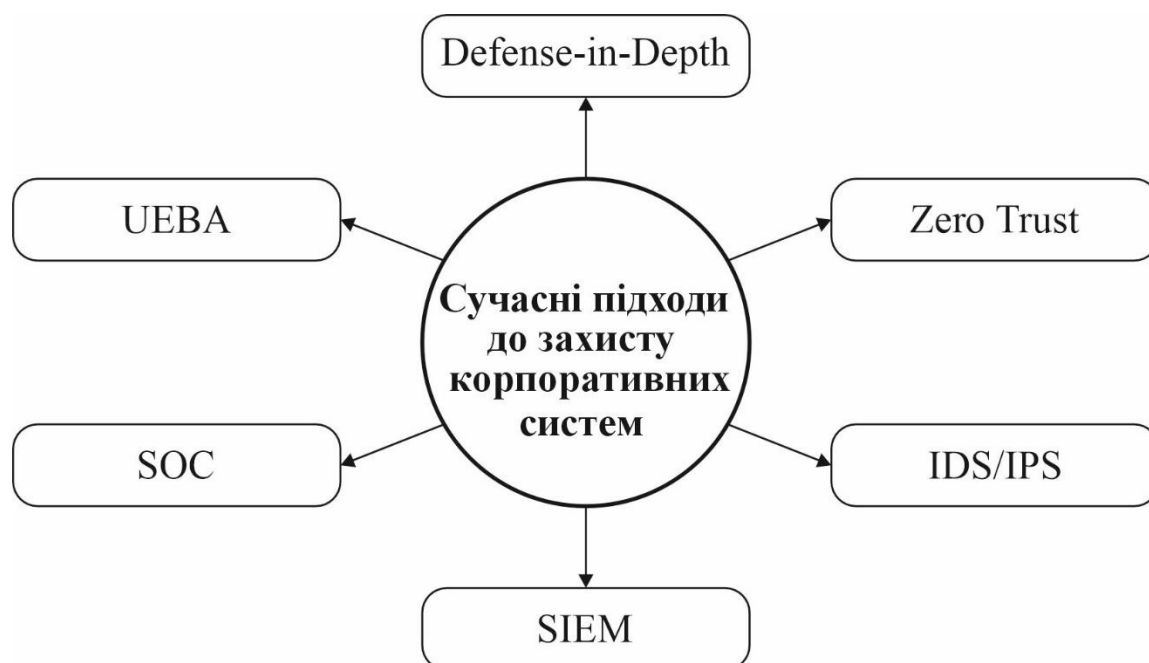 Defense-in-Depth
UEBA
Zero Trust
Сучасні підходи
до захисту
корпоративних
систем
SOC
IDS/IPS
SIEM